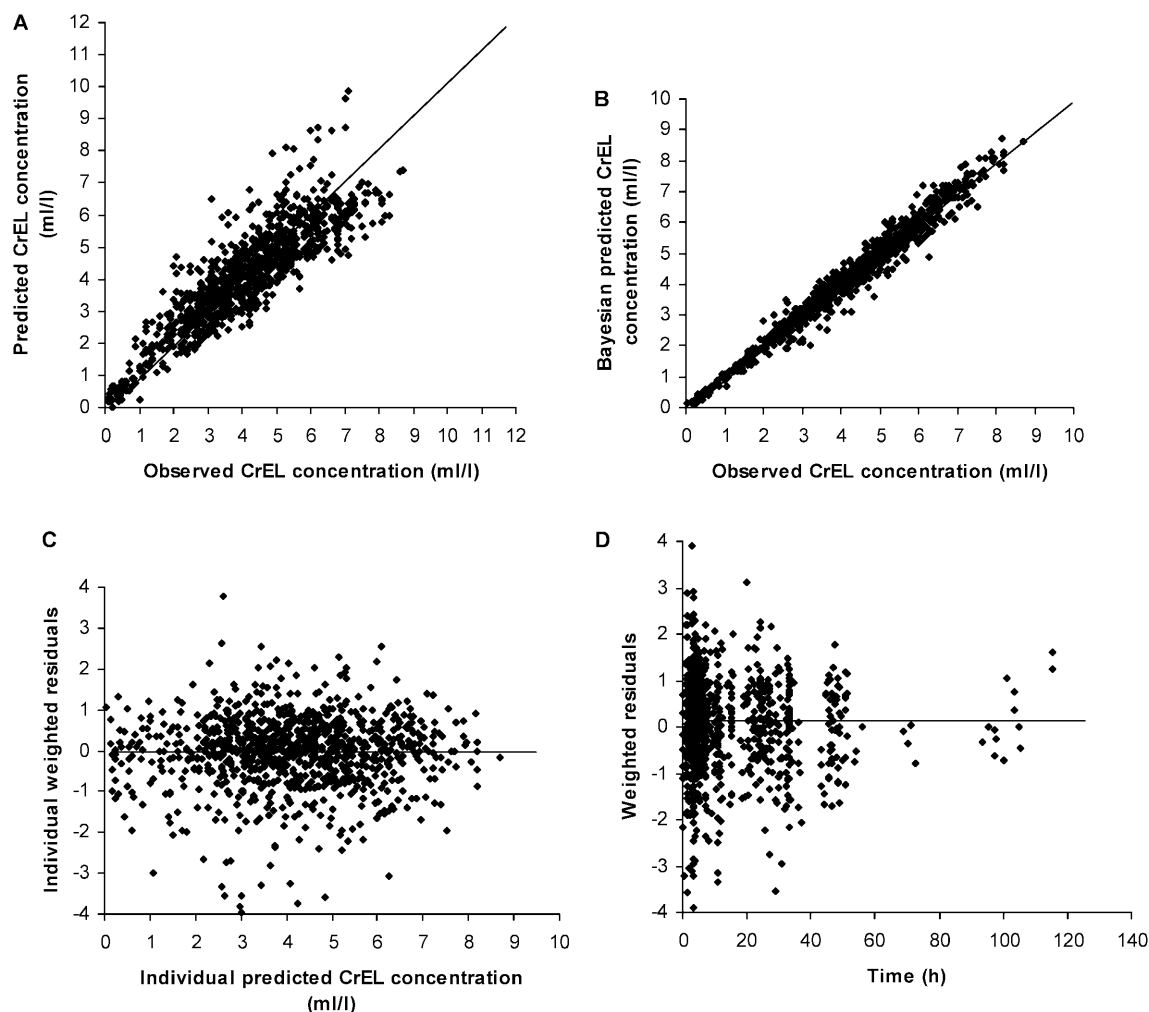 A
12
11
10
9
8
7
6
5
4
3
2
1
0
Predicted CrEL concentration
(ml/l)
0 1 2 3 4 5 6 7 8 9 10 11 12
Observed CrEL concentration (ml/l)
B
10
9
8
7
6
5
4
3
2
1
0
Bayesian predicted CrEL
concentration (ml/l)
0 1 2 3 4 5 6 7 8 9 10
Observed CrEL concentration (ml/l)
C
4
3
2
1
0
-1
-2
-3
-4
Individual weighted residuals
0 1 2 3 4 5 6 7 8 9 10
Individual predicted CrEL concentration
(ml/l)
D
4
3
2
1
0
-1
-2
-3
-4
Weighted residuals
0 20 40 60 80 100 120 140
Time (h)